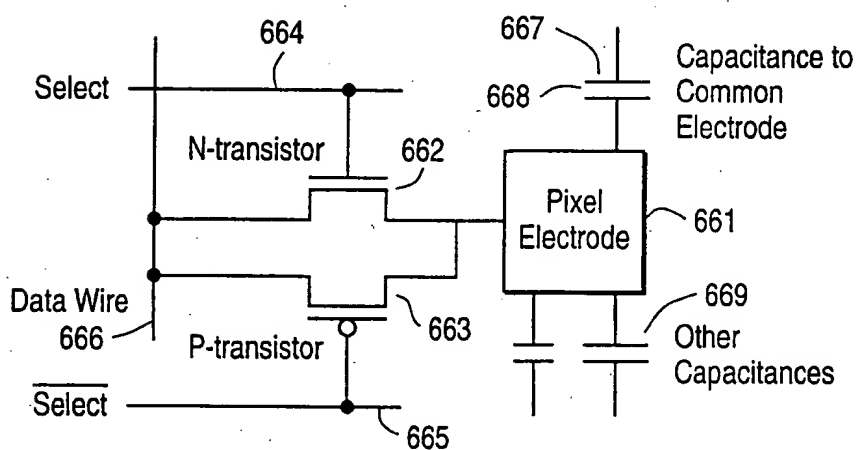 664
667
Select
668
Capacitance to
Common
Electrode
N-transistor
662
Pixel
Electrode
661
Data Wire
666
663
669
P-transistor
Other
Capacitances
Select
665